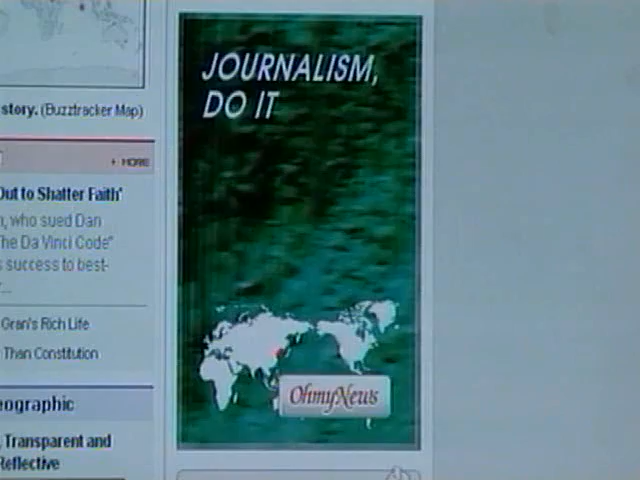 story. (Buzztracker Map)
+ MORE
Out to Shatter Faith'
, who sued Dan
The Da Vinci Code"
success to best-
...
Gran's Rich Life
Than Constitution
eographic
, Transparent and
Reflective
JOURNALISM,
DO IT
OhmyNews